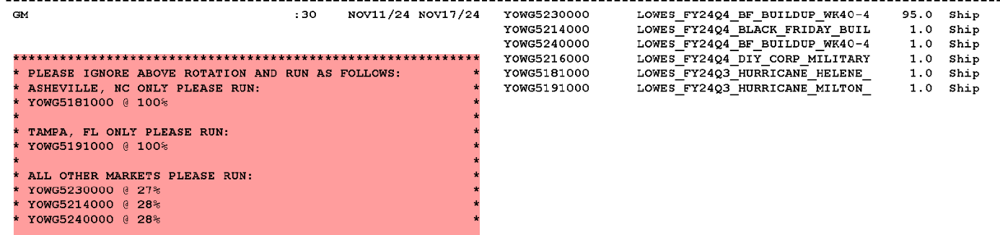 GM :30 NOV11/24 NOV17/24 YOWG5230000 LOWES_FY24Q4_BF_BUILDUP_WK40-4 95.0 Ship
YOWG5214000 LOWES_FY24Q4_BLACK_FRIDAY_BUIL 1.0 Ship
YOWG5240000 LOWES_FY24Q4_BF_BUILDUP_WK40-4 1.0 Ship
************************************************************ YOWG5216000 LOWES_FY24Q4_DIY_CORP_MILITARY 1.0 Ship
* PLEASE IGNORE ABOVE ROTATION AND RUN AS FOLLOWS: * YOWG5181000 LOWES_FY24Q3_HURRICANE_HELENE_ 1.0 Ship
* ASHEVILLE, NC ONLY PLEASE RUN: * YOWG5191000 LOWES_FY24Q3_HURRICANE_MILTON_ 1.0 Ship
* YOWG5181000 @ 100% *
* *
* TAMPA, FL ONLY PLEASE RUN: *
* YOWG5191000 @ 100% *
* *
* ALL OTHER MARKETS PLEASE RUN: *
* YOWG5230000 @ 27% *
* YOWG5214000 @ 28% *
* YOWG5240000 @ 28% *